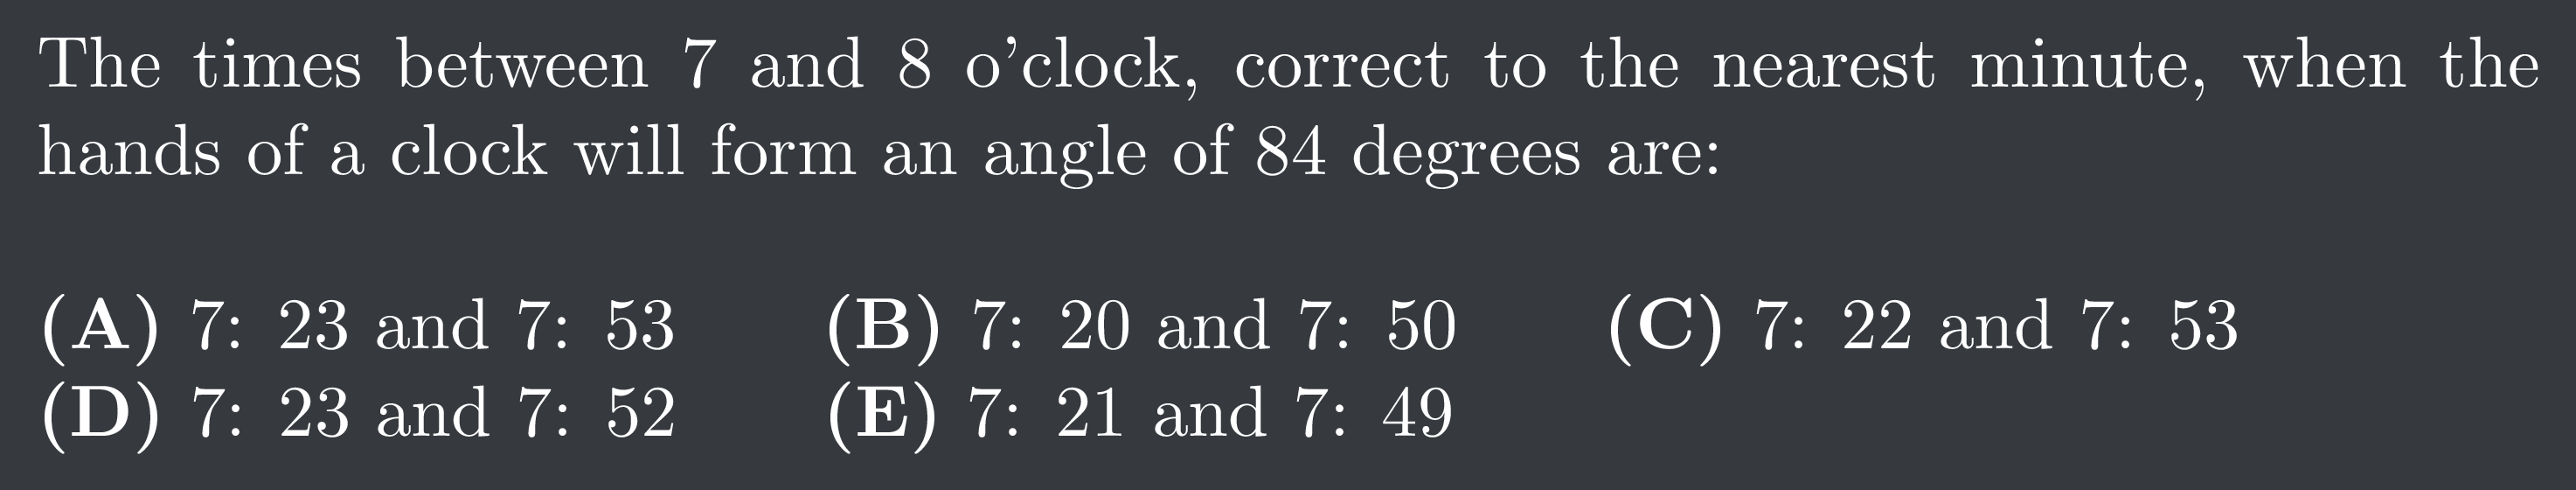 The times between 7 and 8 o’clock, correct to the nearest minute, when the
hands of a clock will form an angle of 84 degrees are:
(A) 7: 23 and 7: 53 (B) 7: 20 and 7: 50 (C) 7: 22 and 7: 53
(D) 7: 23 and 7: 52 (E) 7: 21 and 7: 49